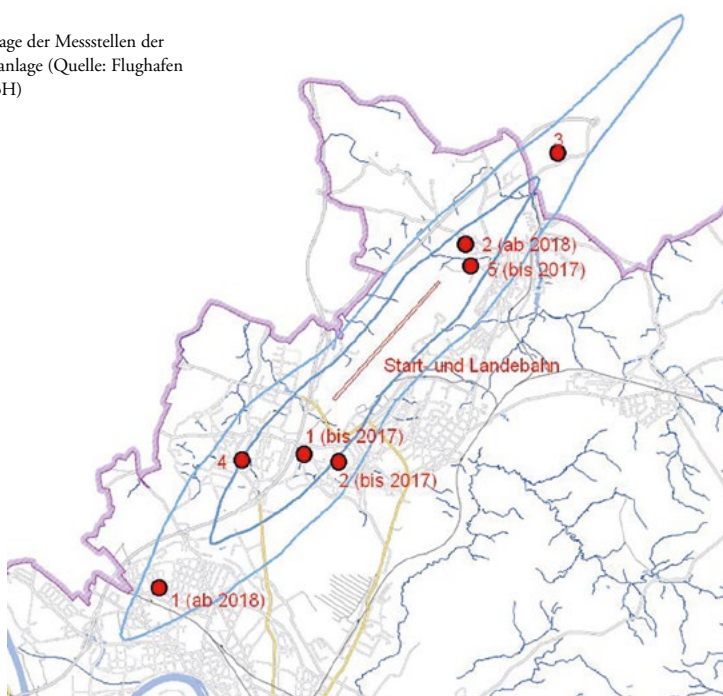 age der Messstellen der
anlage (Quelle: Flughafen
H)
3
2 (ab 2018)
5 (bis 2017)
Start- und Landebahn
1 (bis 2017)
4
2 (bis 2017)
1 (ab 2018)